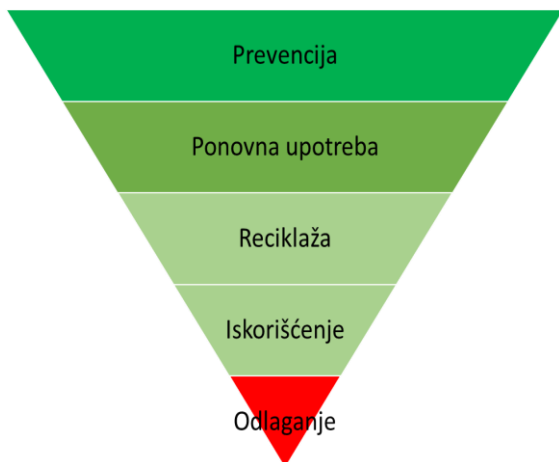 Prevencija
Ponovna upotreba
Reciklaža
Iskorišćenje
Odlaganje